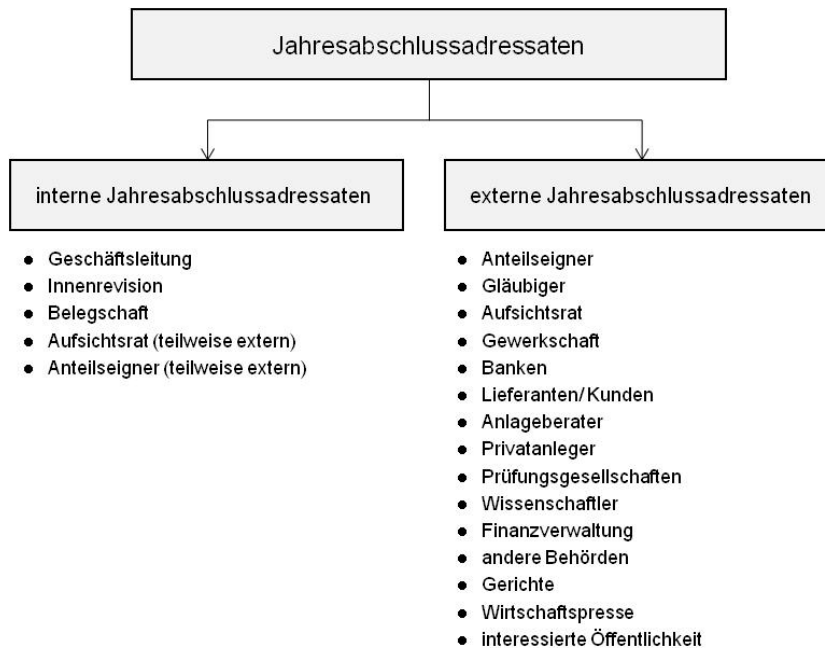 Jahresabschlussadressaten
interne Jahresabschlussadressaten
● Geschäftsleitung
● Innenrevision
● Belegschaft
● Aufsichtsrat (teilweise extern)
● Anteilseigner (teilweise extern)
externe Jahresabschlussadressaten
● Anteilseigner
● Gläubiger
● Aufsichtsrat
● Gewerkschaft
● Banken
● Lieferanten/ Kunden
● Anlageberater
● Privatanleger
● Prüfungsgesellschaften
● Wissenschaftler
● Finanzverwaltung
● andere Behörden
● Gerichte
● Wirtschaftspresse
● interessierte Öffentlichkeit